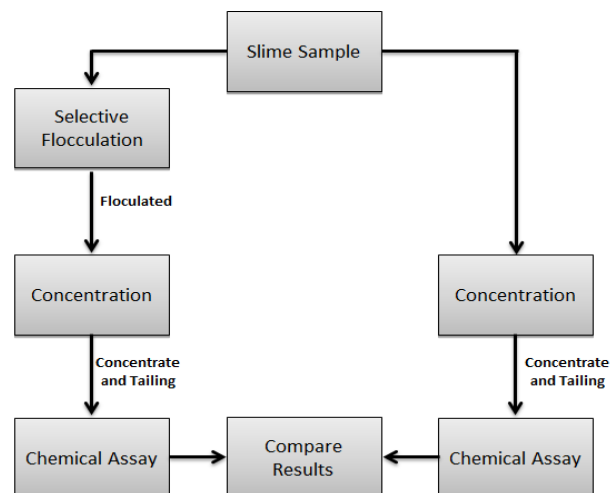 Slime Sample
Selective
Flocculation
Floculated
Concentration
Concentration
Concentrate
and Tailing
Concentrate
and Tailing
Chemical Assay
Compare
Results
Chemical Assay